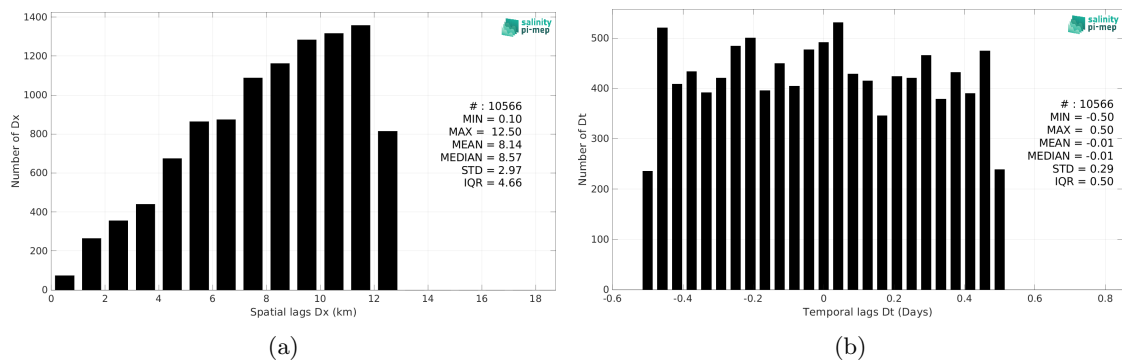 1400
1200
1000
800
600
400
200
0
Number of Dx
0 2 4 6 8 10 12 14 16 18
Spatial lags Dx (km)
salinity
pi-mep
# : 10566
MIN = 0.10
MAX = 12.50
MEAN = 8.14
MEDIAN = 8.57
STD = 2.97
IQR = 4.66
(a)
500
400
300
200
100
0
Number of Dt
-0.6 -0.4 -0.2 0 0.2 0.4 0.6 0.8
Temporal lags Dt (Days)
salinity
pi-mep
# : 10566
MIN = -0.50
MAX = 0.50
MEAN = -0.01
MEDIAN = -0.01
STD = 0.29
IQR = 0.50
(b)